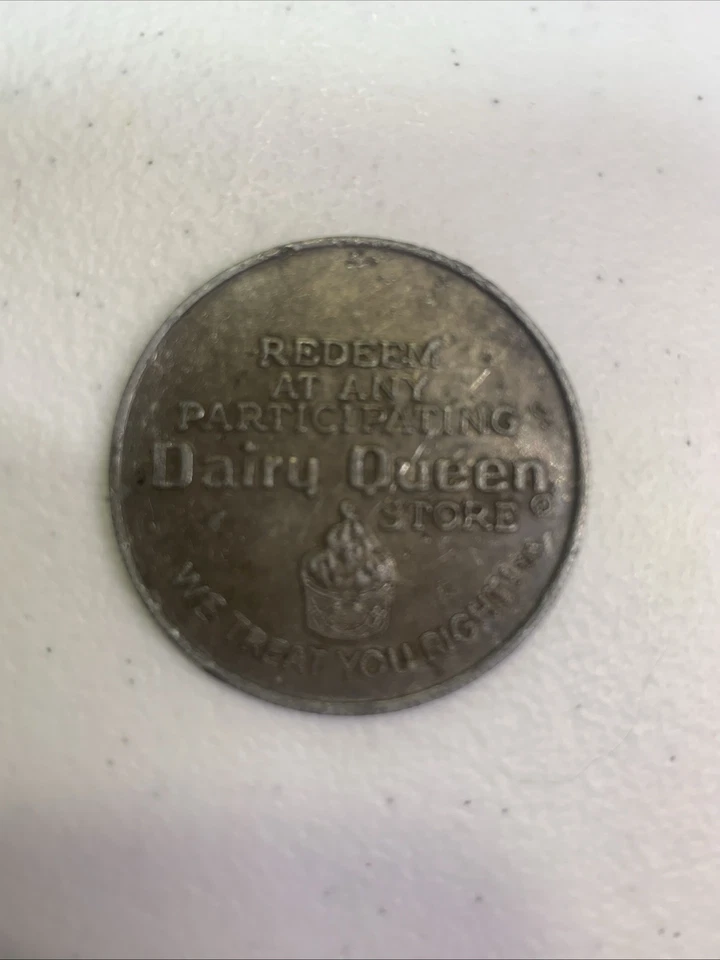 REDEEM
AT ANY
PARTICIPATING
Dairy Queen
STORE ®
WE TREAT YOU RIGHT!